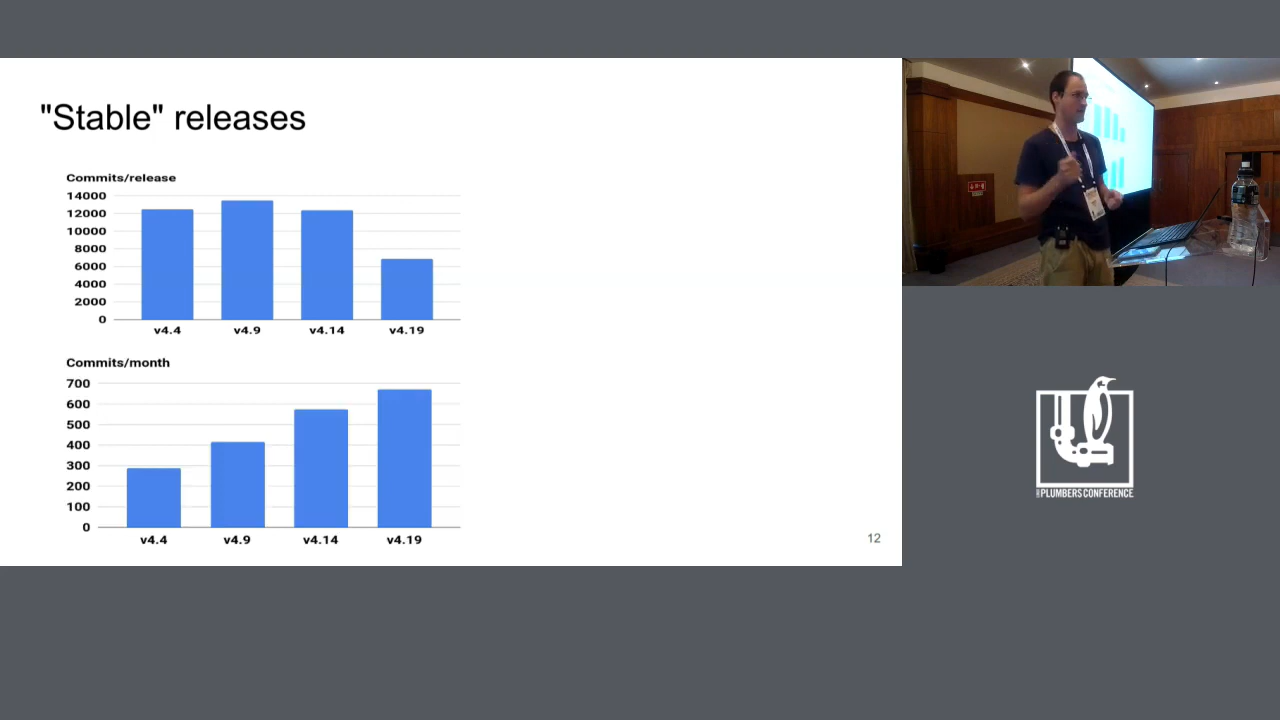 "Stable" releases
Commits/release
14000
12000
10000
8000
6000
4000
2000
0
v4.4 v4.9 v4.14 v4.19
Commits/month
700
600
500
400
300
200
100
0
v4.4 v4.9 v4.14 v4.19
12
PLUMBERS CONFERENCE